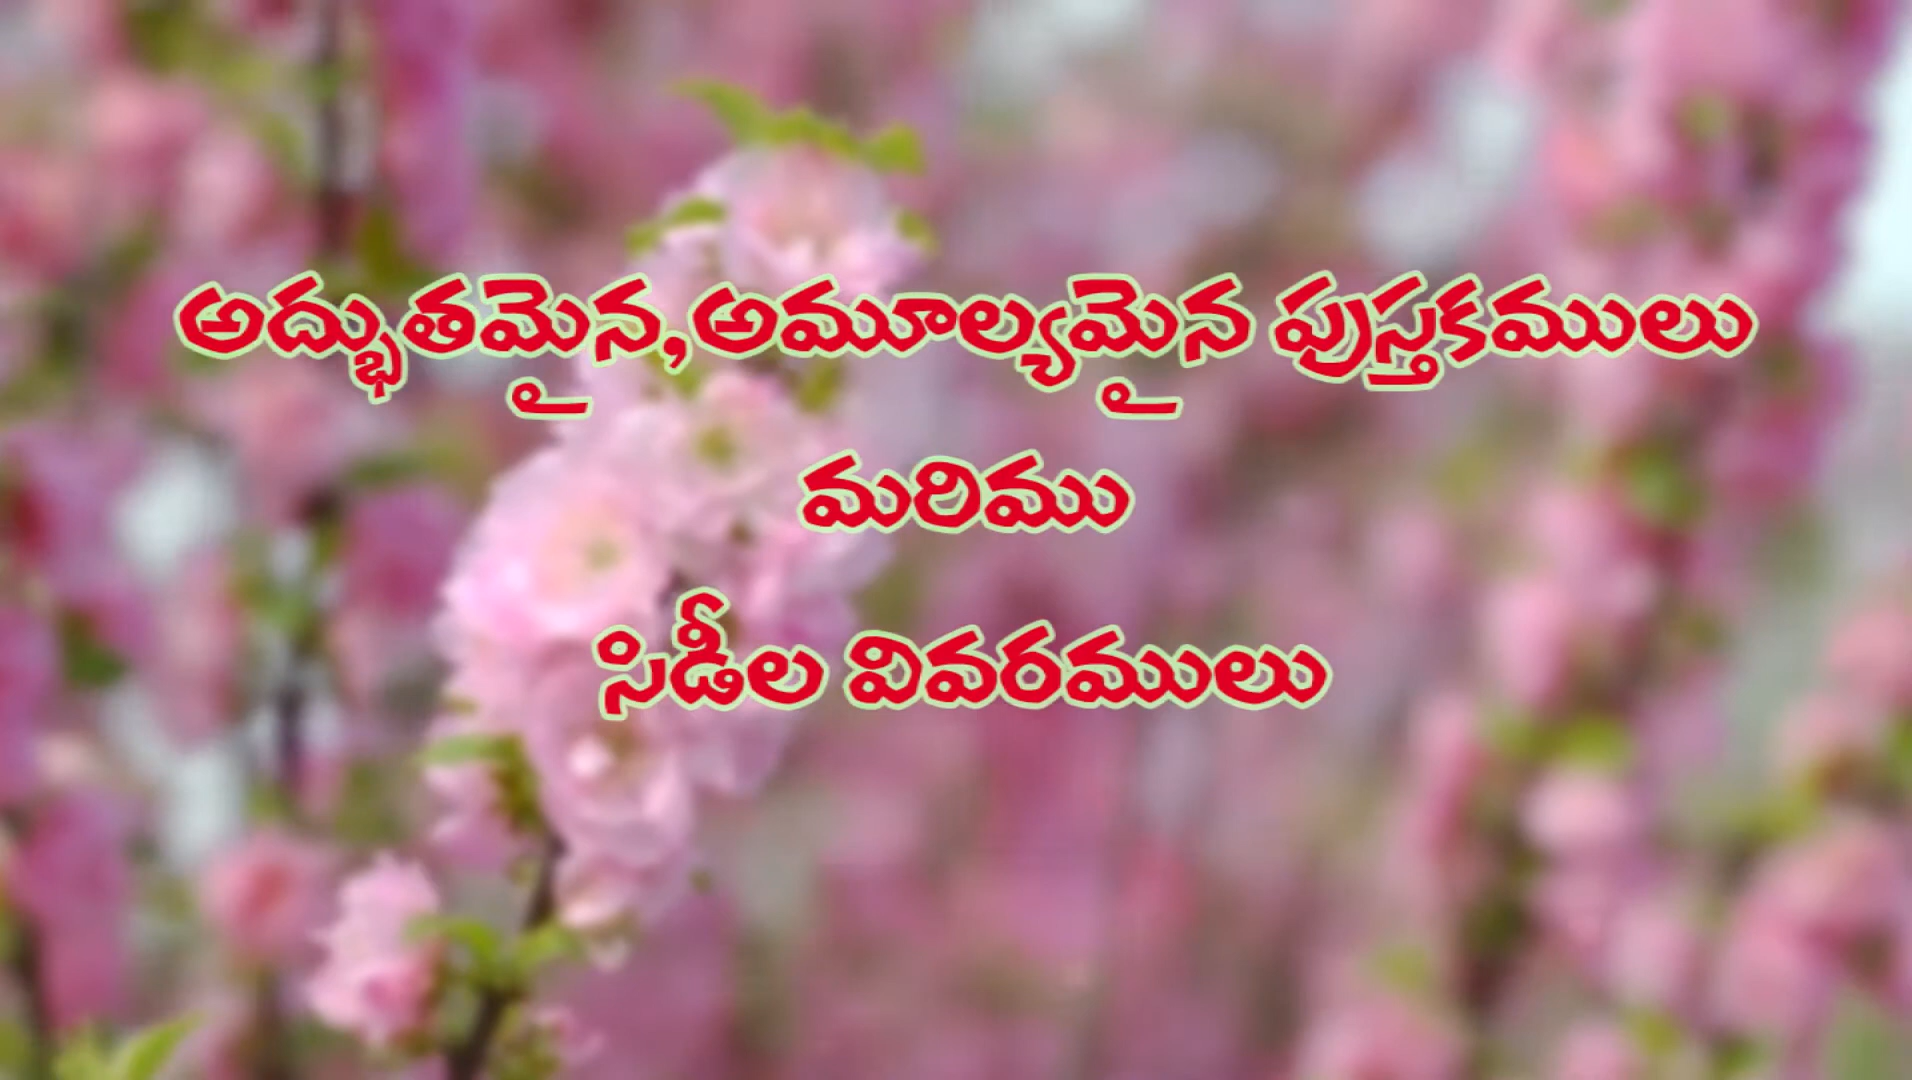 అద్భుతమైన,అమూల్యమైన పుస్తకములు
మరిము
సిడీల వివరములు